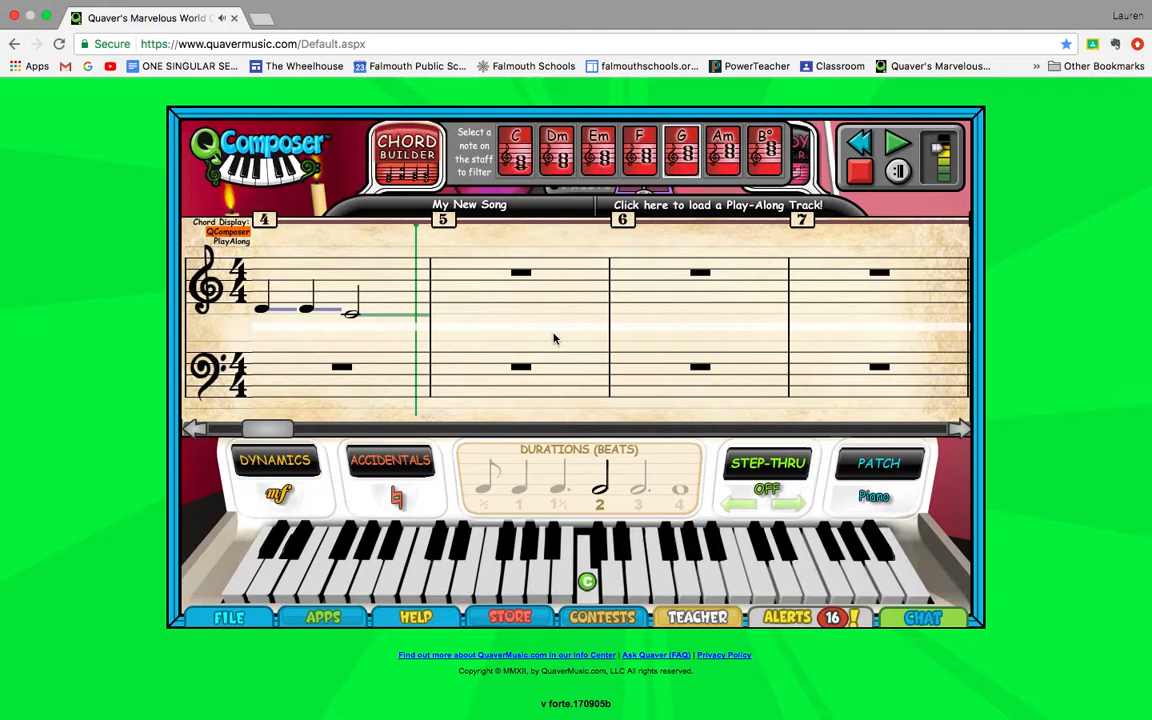 Quaver's Marvelous World
Lauren
Secure https://www.quavermusic.com/Default.aspx
Apps ONE SINGULAR SE... The Wheelhouse Falmouth Public Sc... Falmouth Schools falmouthschools.or... PowerTeacher Classroom Quaver's Marvelous... » Other Bookmarks
QComposer
CHORD BUILDER
Select a note on the staff to filter
C Dm Em F G Am B°
My New Song Click here to load a Play-Along Track!
Chord Display:
QComposer
PlayAlong
4 5 6 7
4 4
4 4
DYNAMICS ACCIDENTALS DURATIONS (BEATS) STEP-THRU PATCH
mf OFF Piano
½ 1 1½ 2 3 4
C
FILE APPS HELP STORE CONTESTS TEACHER ALERTS 16 ! CHAT
Find out more about QuaverMusic.com in our Info Center | Ask Quaver (FAQ) | Privacy Policy
Copyright © MMXII, by QuaverMusic.com, LLC All rights reserved.
v forte.170905b